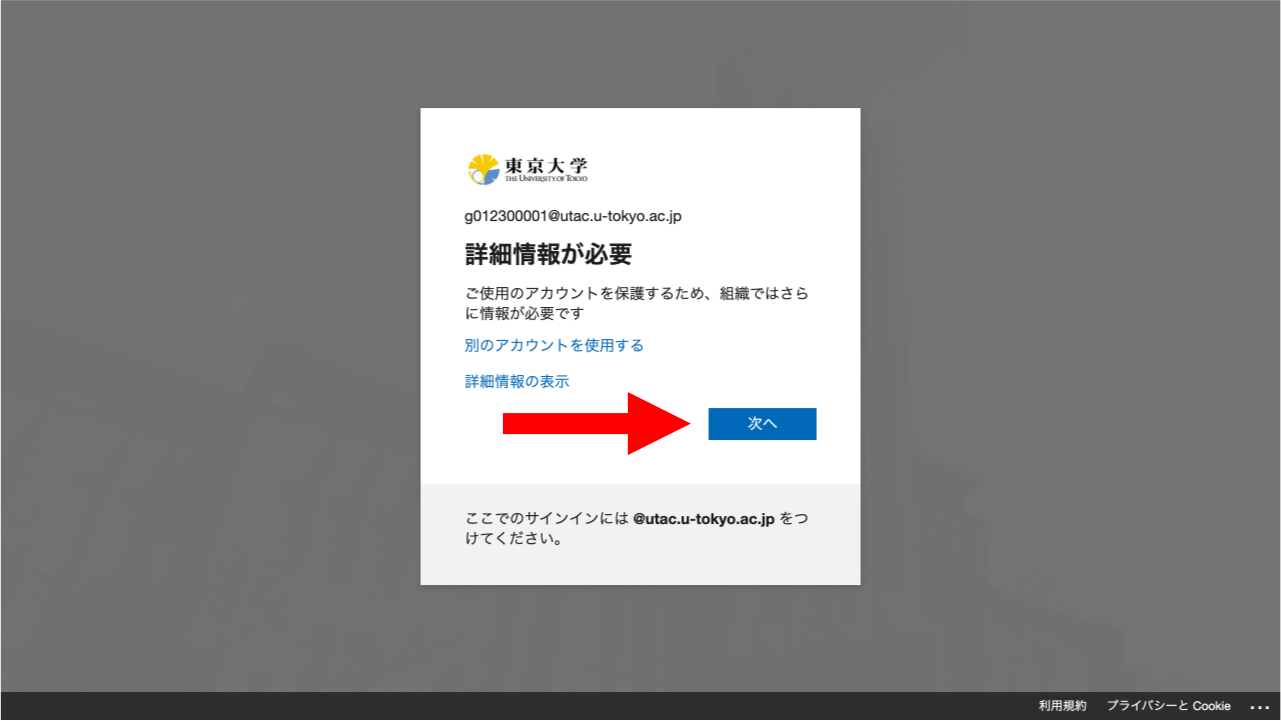 東京大学
THE UNIVERSITY OF TOKYO
g012300001@utac.u-tokyo.ac.jp
詳細情報が必要
ご使用のアカウントを保護するため、組織ではさら
に情報が必要です
別のアカウントを使用する
詳細情報の表示
次へ
ここでのサインインには @utac.u-tokyo.ac.jp をつ
けてください。
利用規約 プライバシーと Cookie ...